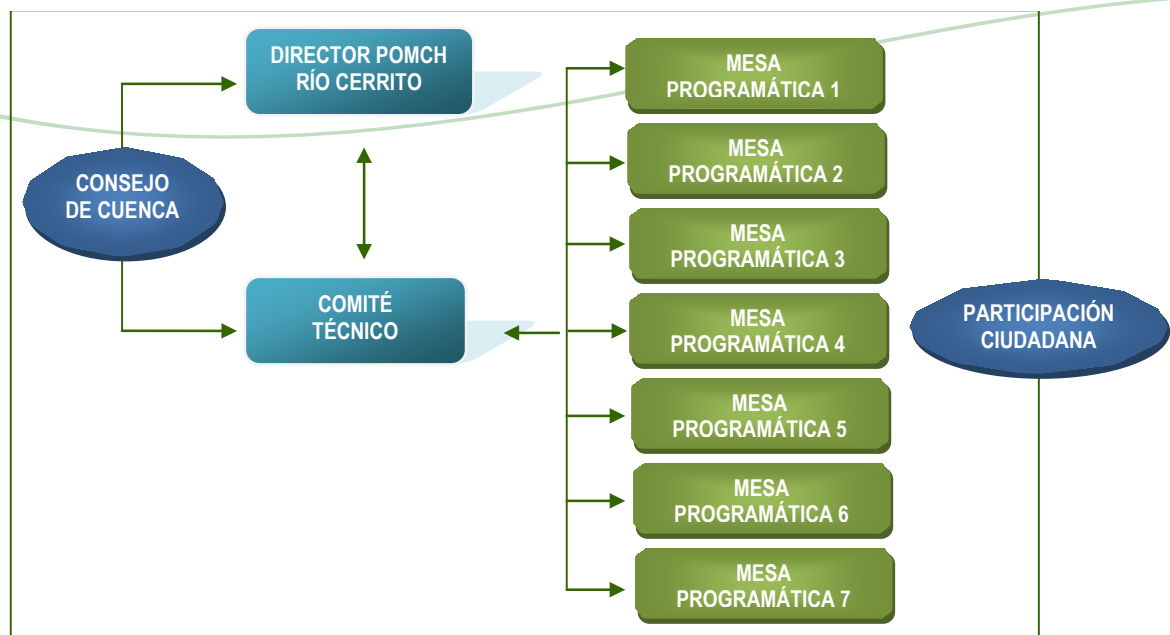 DIRECTOR POMCH
RÍO CERRITO
CONSEJO
DE CUENCA
COMITÉ
TÉCNICO
MESA
PROGRAMÁTICA 1
MESA
PROGRAMÁTICA 2
MESA
PROGRAMÁTICA 3
MESA
PROGRAMÁTICA 4
MESA
PROGRAMÁTICA 5
MESA
PROGRAMÁTICA 6
MESA
PROGRAMÁTICA 7
PARTICIPACIÓN
CIUDADANA